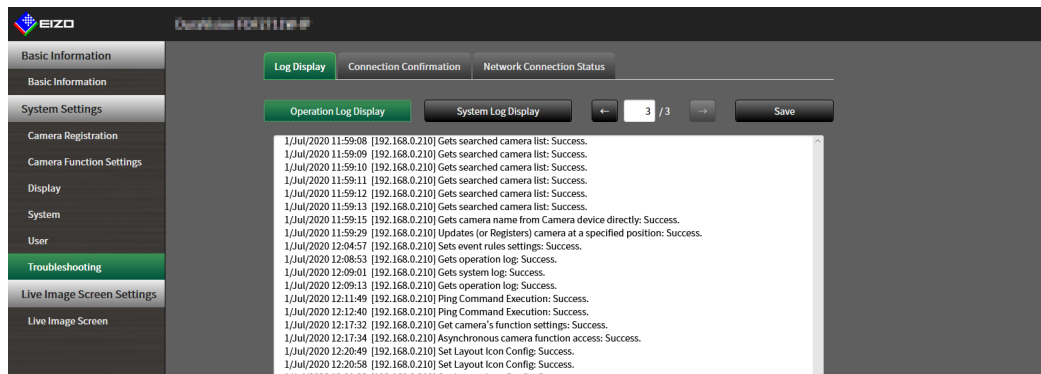 EIZO
Basic Information
Basic Information
System Settings
Camera Registration
Camera Function Settings
Display
System
User
Troubleshooting
Live Image Screen Settings
Live Image Screen
Log Display Connection Confirmation Network Connection Status
Operation Log Display System Log Display ← 3 / 3 → Save
1/Jul/2020 11:59:08 [192.168.0.210] Gets searched camera list: Success.
1/Jul/2020 11:59:09 [192.168.0.210] Gets searched camera list: Success.
1/Jul/2020 11:59:10 [192.168.0.210] Gets searched camera list: Success.
1/Jul/2020 11:59:11 [192.168.0.210] Gets searched camera list: Success.
1/Jul/2020 11:59:12 [192.168.0.210] Gets searched camera list: Success.
1/Jul/2020 11:59:13 [192.168.0.210] Gets searched camera list: Success.
1/Jul/2020 11:59:15 [192.168.0.210] Gets camera name from Camera device directly: Success.
1/Jul/2020 11:59:29 [192.168.0.210] Updates (or Registers) camera at a specified position: Success.
1/Jul/2020 12:04:57 [192.168.0.210] Sets event rules settings: Success.
1/Jul/2020 12:08:53 [192.168.0.210] Gets operation log: Success.
1/Jul/2020 12:09:01 [192.168.0.210] Gets system log: Success.
1/Jul/2020 12:09:13 [192.168.0.210] Gets operation log: Success.
1/Jul/2020 12:11:49 [192.168.0.210] Ping Command Execution: Success.
1/Jul/2020 12:12:40 [192.168.0.210] Ping Command Execution: Success.
1/Jul/2020 12:17:32 [192.168.0.210] Get camera's function settings: Success.
1/Jul/2020 12:17:34 [192.168.0.210] Asynchronous camera function access: Success.
1/Jul/2020 12:20:49 [192.168.0.210] Set Layout Icon Config: Success.
1/Jul/2020 12:20:58 [192.168.0.210] Set Layout Icon Config: Success.